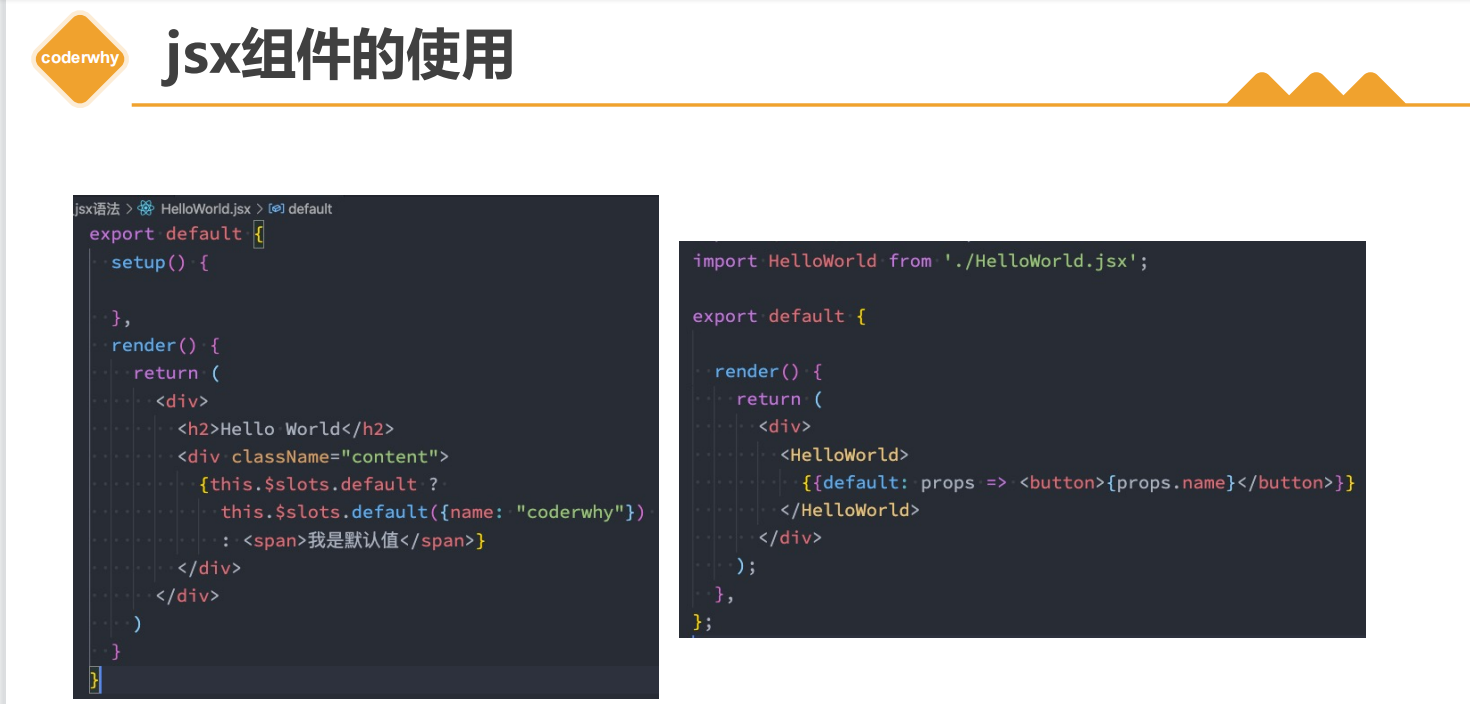 coderwhy
jsx组件的使用
jsx语法 > HelloWorld.jsx > default
export default {
  setup() {

  },
  render() {
    return (
      <div>
        <h2>Hello World</h2>
        <div className="content">
          {this.$slots.default ?
            this.$slots.default({name: "coderwhy"})
            : <span>我是默认值</span>}
        </div>
      </div>
    )
  }
}
import HelloWorld from './HelloWorld.jsx';

export default {

  render() {
    return (
      <div>
        <HelloWorld>
          {{default: props => <button>{props.name}</button>}}
        </HelloWorld>
      </div>
    );
  },
};